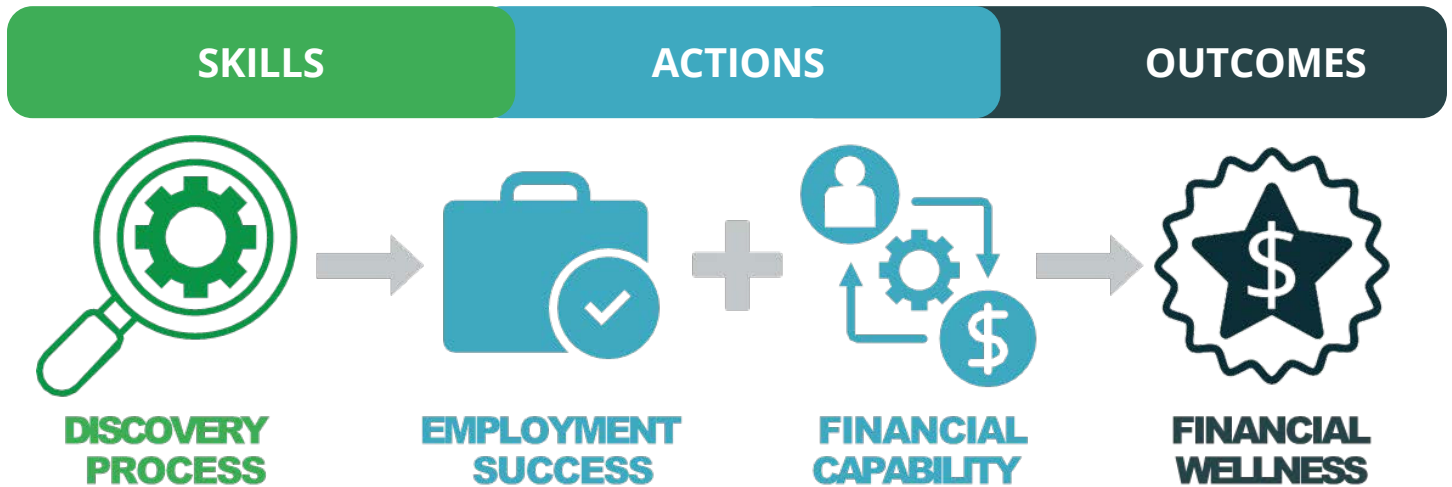 SKILLS
ACTIONS
OUTCOMES
$
$
DISCOVERY
PROCESS
EMPLOYMENT
SUCCESS
FINANCIAL
CAPABILITY
FINANCIAL
WELLNESS